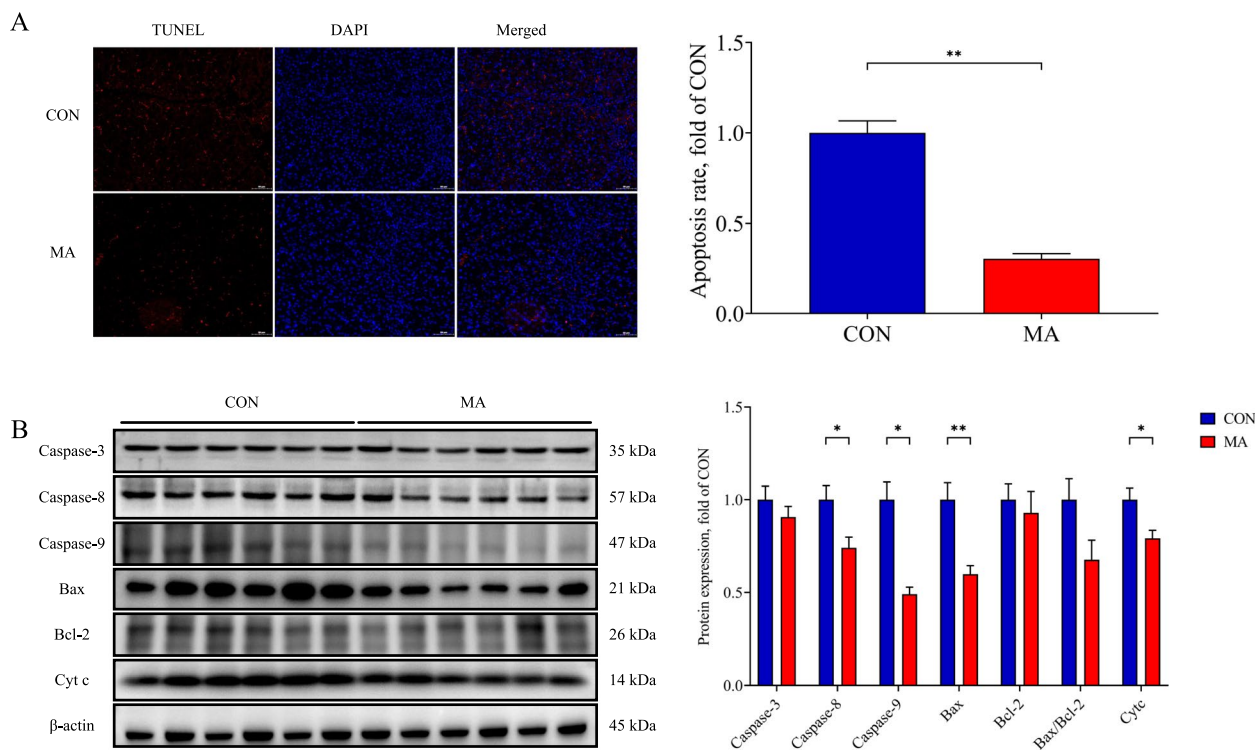 A
TUNEL DAPI Merged
CON
MA
Apoptosis rate, fold of CON
1.5
1.0
0.5
0.0
**
CON MA
B
CON MA
Caspase-3 35 kDa
Caspase-8 57 kDa
Caspase-9 47 kDa
Bax 21 kDa
Bcl-2 26 kDa
Cyt c 14 kDa
β-actin 45 kDa
Protein expression, fold of CON
1.5
1.0
0.5
0.0
* * ** *
CON
MA
Caspase-3 Caspase-8 Caspase-9 Bax Bcl-2 Bax/Bcl-2 Cytc